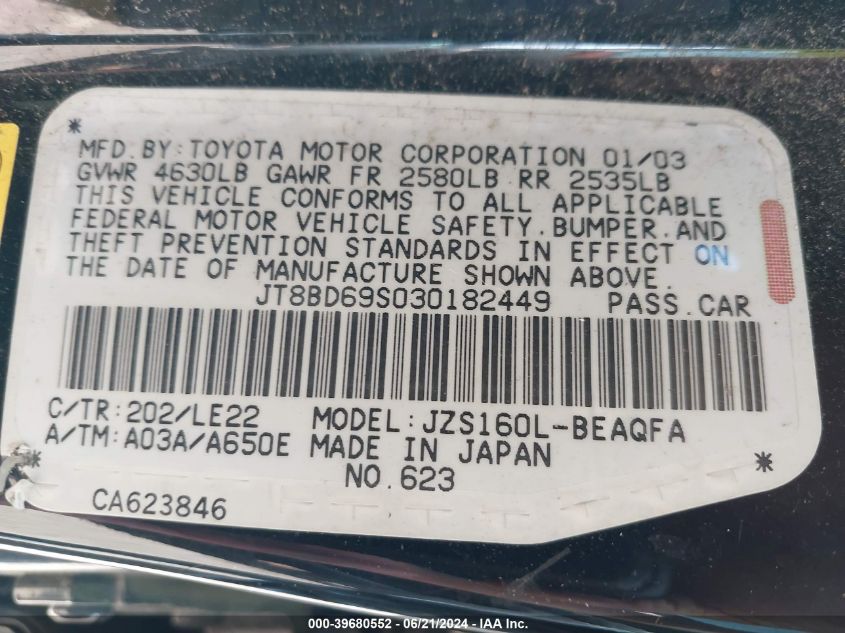 MFD. BY: TOYOTA MOTOR CORPORATION 01/03
GVWR 4630LB GAWR FR 2580LB RR 2535LB
THIS VEHICLE CONFORMS TO ALL APPLICABLE
FEDERAL MOTOR VEHICLE SAFETY. BUMPER. AND
THEFT PREVENTION STANDARDS IN EFFECT ON
THE DATE OF MANUFACTURE SHOWN ABOVE.
JT8BD69S030182449 PASS. CAR
C/TR: 202/LE22 MODEL: JZS160L-BEAQFA
A/TM: A03A/A650E MADE IN JAPAN
NO. 623
CA623846
000-39680552 - 06/21/2024 - IAA Inc.